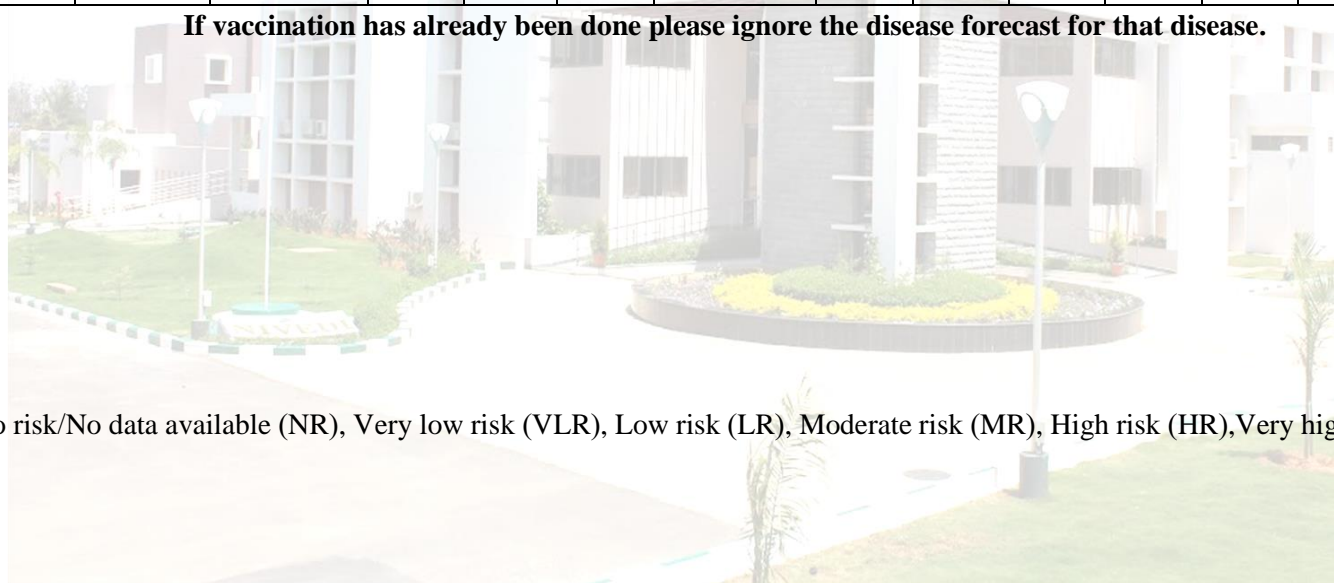 If vaccination has already been done please ignore the disease forecast for that disease.
NIVEDI
risk/No data available (NR), Very low risk (VLR), Low risk (LR), Moderate risk (MR), High risk (HR),Very